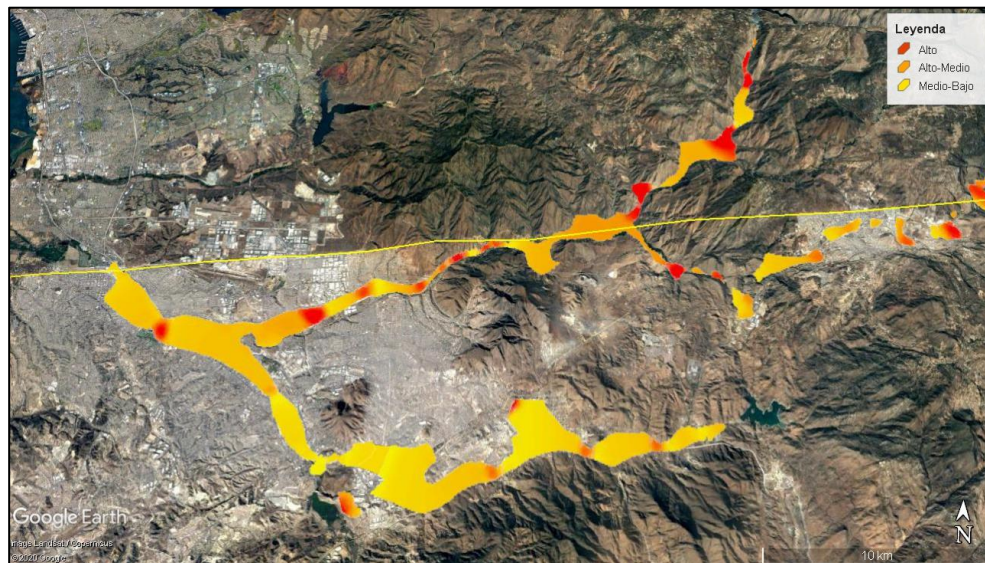 Leyenda
Alto
Alto-Medio
Medio-Bajo
Google Earth
Image Landsat / Copernicus
© 2020 Google
N
10 km